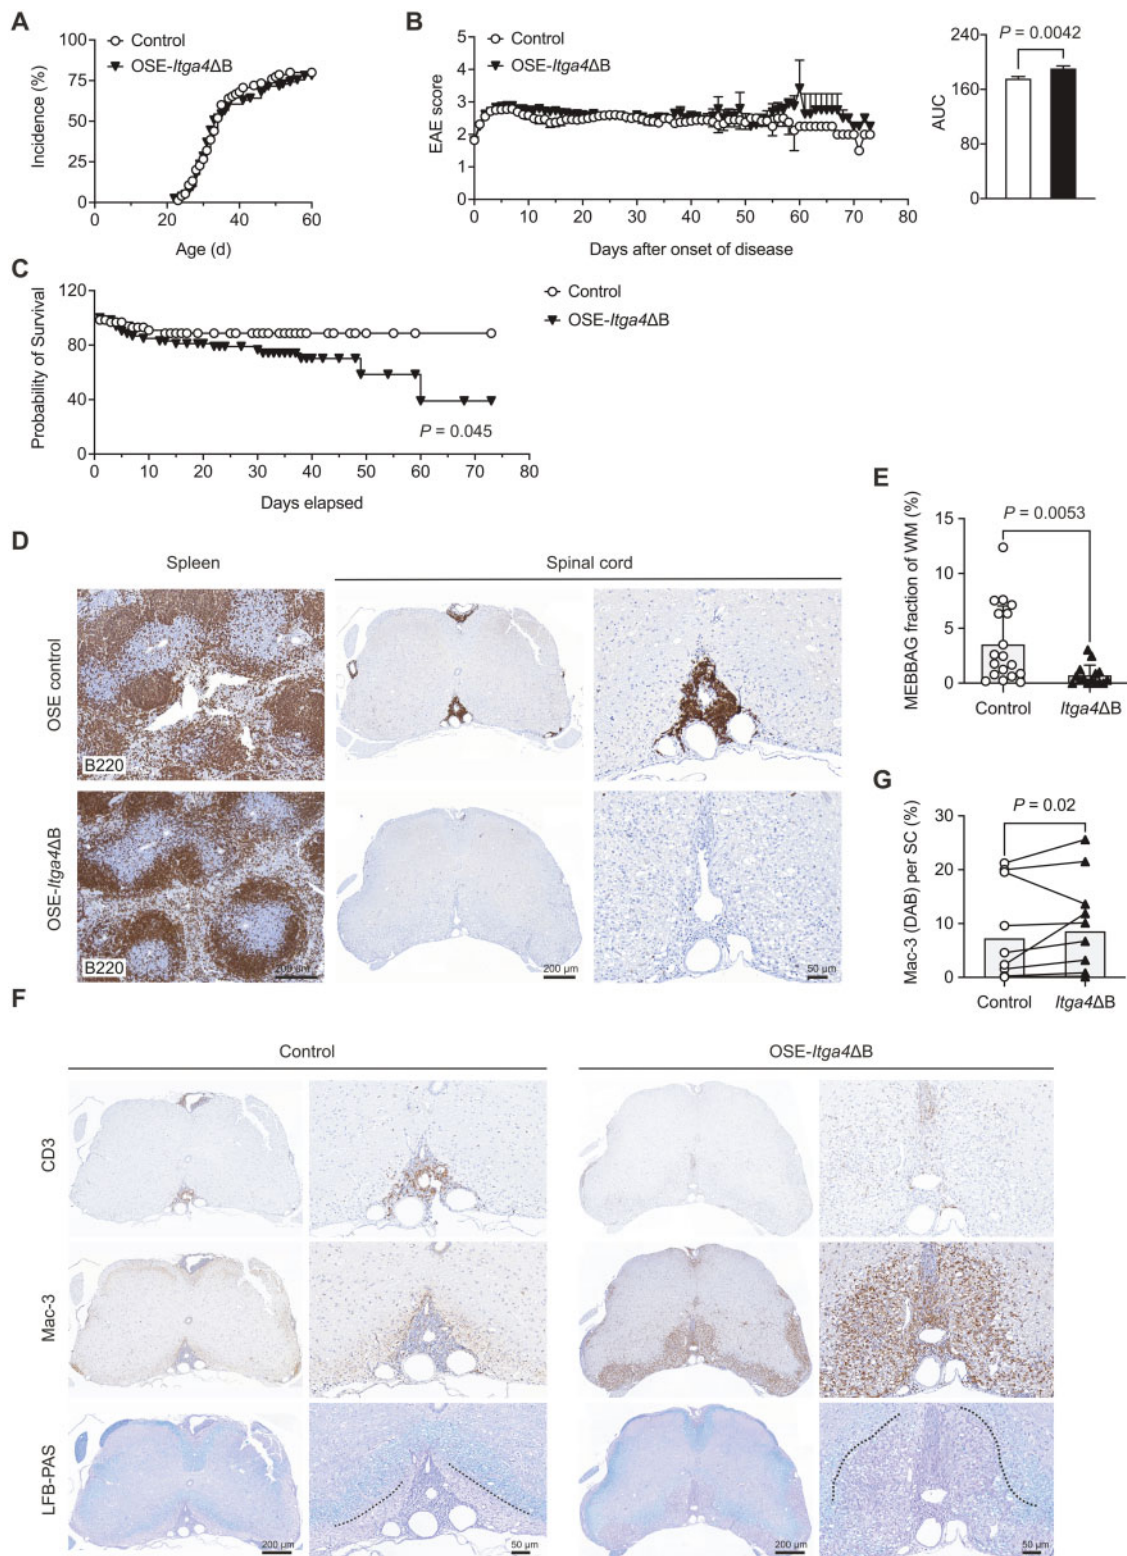 A
Control
OSE-Itga4ΔB
Incidence (%)
100
75
50
25
0
0 20 40 60
Age (d)
B
Control
OSE-Itga4ΔB
EAE score
5
4
3
2
1
0
0 10 20 30 40 50 60 70 80
Days after onset of disease
P = 0.0042
AUC
240
160
80
0
C
Control
OSE-Itga4ΔB
Probability of Survival
120
80
40
0
P = 0.045
0 10 20 30 40 50 60 70 80
Days elapsed
D
Spleen
Spinal cord
OSE control
B220
OSE-Itga4ΔB
B220
200 µm
200 µm
50 µm
E
MEBBAG fraction of WM (%)
P = 0.0053
15
10
5
0
Control Itga4ΔB
G
Mac-3 (DAB) per SC (%)
P = 0.02
30
20
10
0
Control Itga4ΔB
F
Control
OSE-Itga4ΔB
CD3
Mac-3
LFB-PAS
200 µm
50 µm
200 µm
50 µm